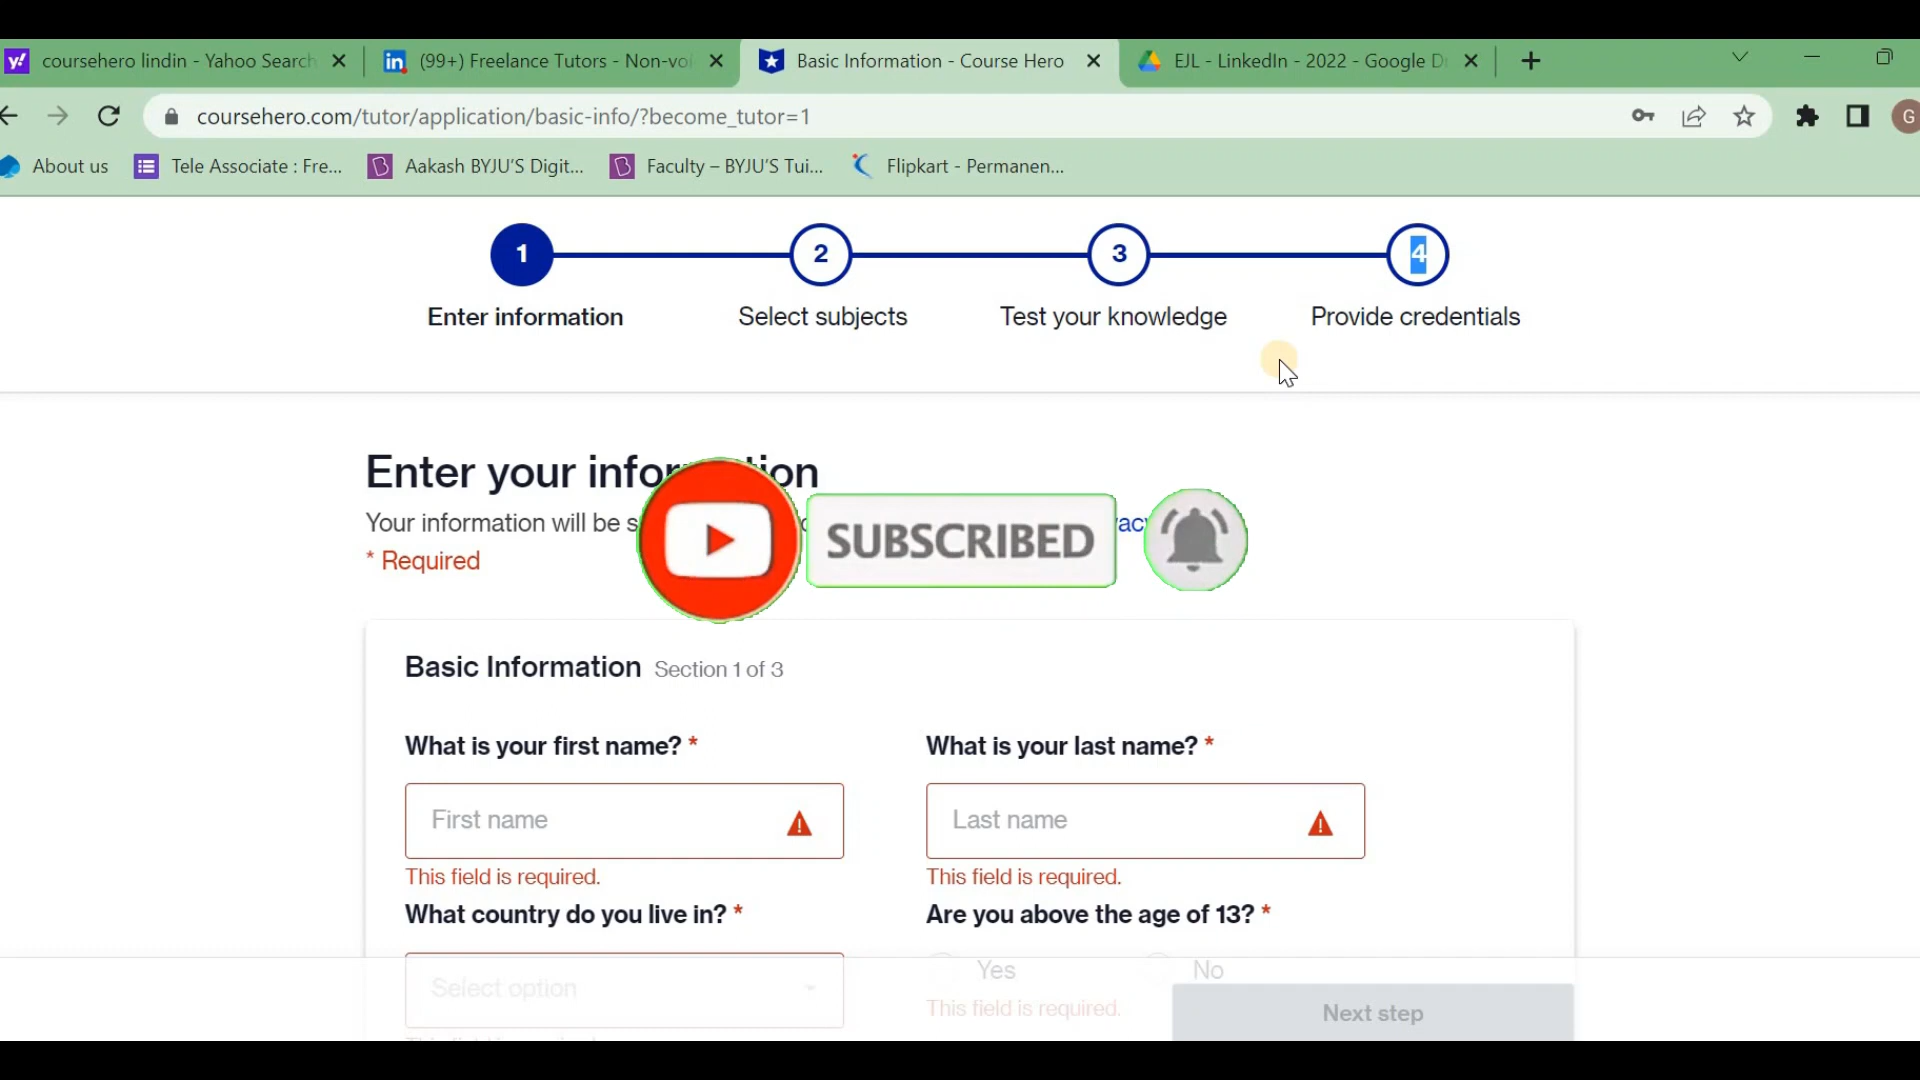 coursehero lindin - Yahoo Search
(99+) Freelance Tutors - Non-vo
Basic Information - Course Hero
EJL - LinkedIn - 2022 - Google D
coursehero.com/tutor/application/basic-info/?become_tutor=1
G
About us
Tele Associate : Fre...
Aakash BYJU'S Digit...
Faculty – BYJU'S Tui...
Flipkart - Permanen...
1 2 3 4
Enter information Select subjects Test your knowledge Provide credentials
Enter your information
Your information will be
* Required
SUBSCRIBED
Basic Information Section 1 of 3
What is your first name? * What is your last name? *
First name Last name
This field is required. This field is required.
What country do you live in? * Are you above the age of 13? *
Select option Yes No
This field is required.
Next step